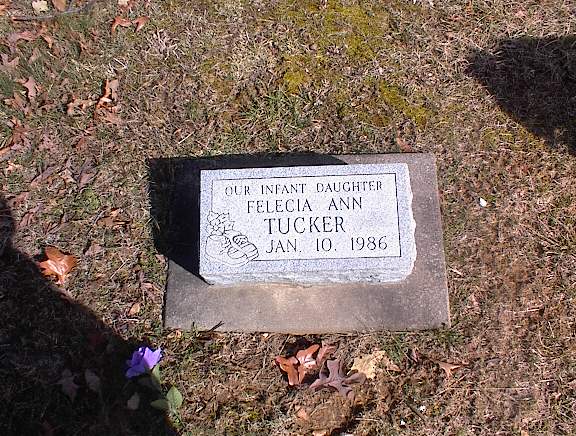 OUR INFANT DAUGHTER
FELECIA ANN
TUCKER
JAN. 10. 1986